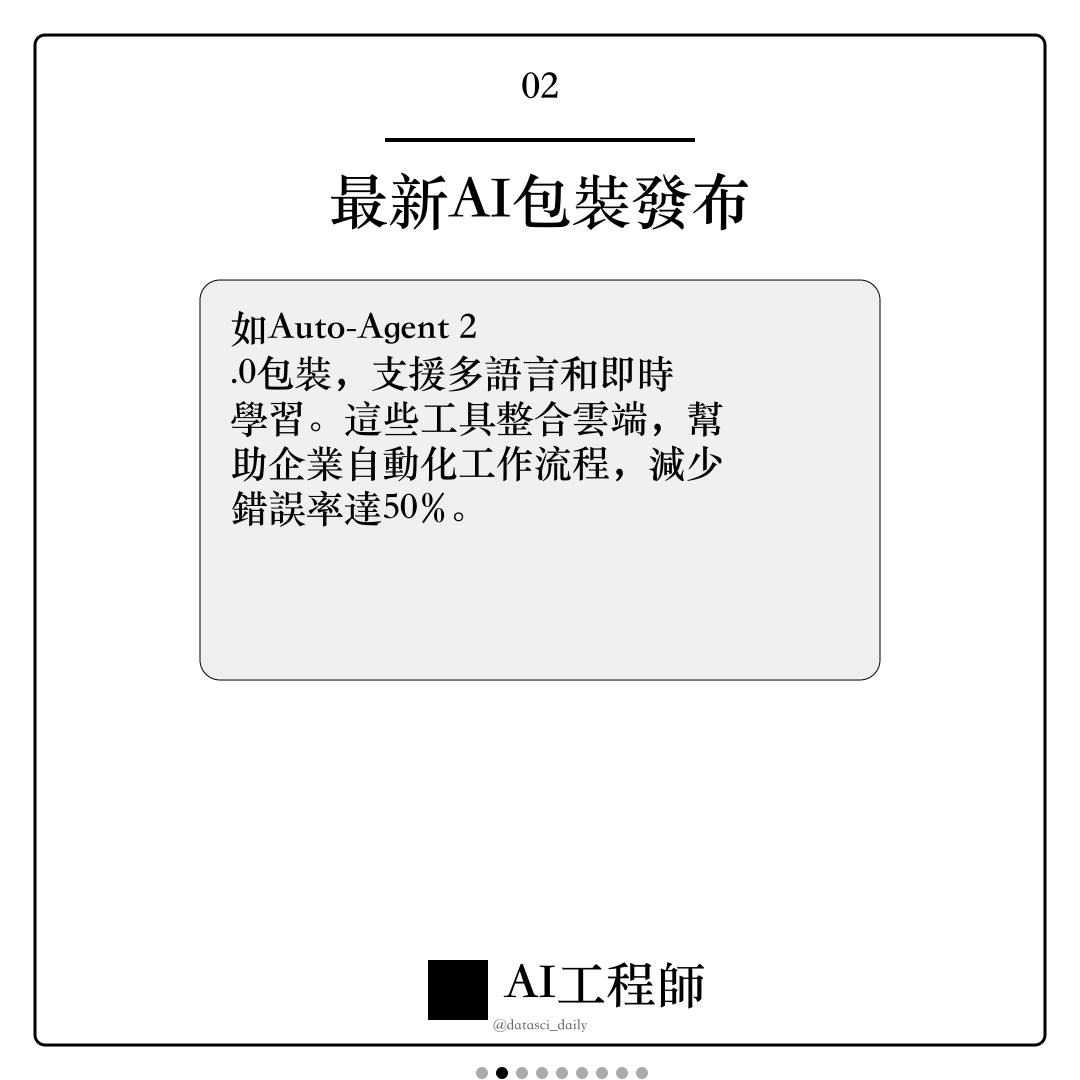 02
最新AI包裝發布
如Auto-Agent 2
.0包裝，支援多語言和即時
學習。這些工具整合雲端，幫
助企業自動化工作流程，減少
錯誤率達50%。
AI工程師
@datasci_daily